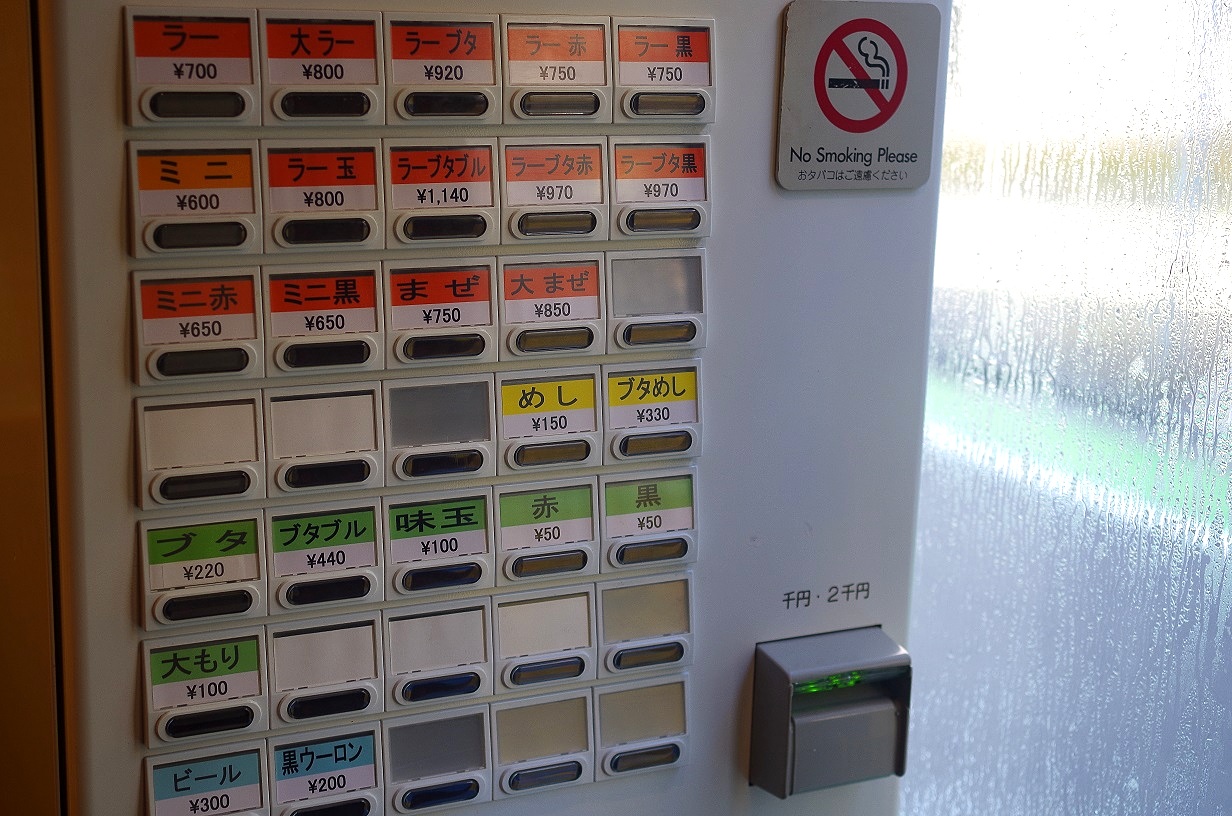 ラー
¥700
大 ラー
¥800
ラー ブタ
¥920
ラー 赤
¥750
ラー 黒
¥750
ミ ニ
¥600
ラー 玉
¥800
ラーブタブル
¥1,140
ラーブタ赤
¥970
ラーブタ黒
¥970
ミニ赤
¥650
ミニ黒
¥650
ま ぜ
¥750
大 まぜ
¥850
め し
¥150
ブタめし
¥330
ブ タ
¥220
ブタブル
¥440
味玉
¥100
赤
¥50
黒
¥50
大もり
¥100
ビール
¥300
黒ウーロン
¥200
No Smoking Please
おタバコはご遠慮ください
千円・2千円